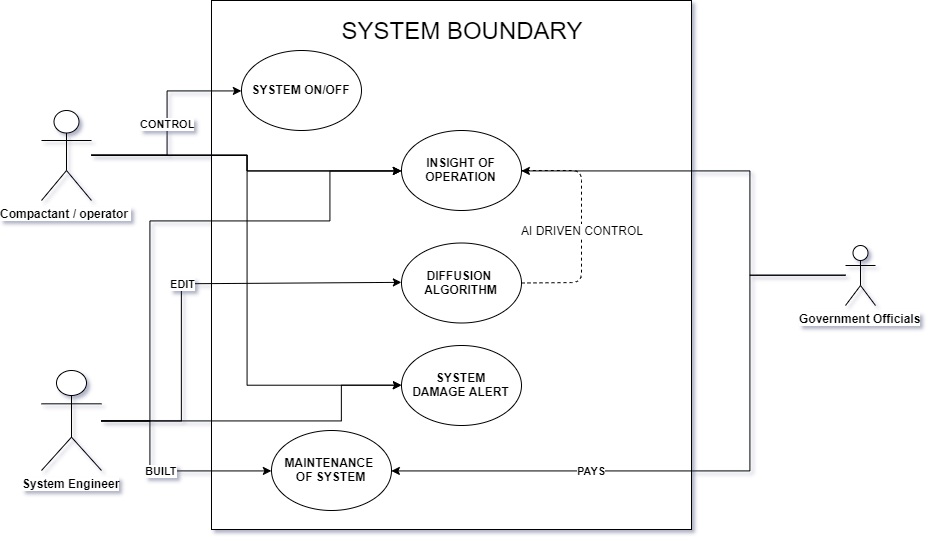 SYSTEM BOUNDARY
SYSTEM ON/OFF
CONTROL
INSIGHT OF
OPERATION
Compactant / operator
AI DRIVEN CONTROL
DIFFUSION
ALGORITHM
EDIT
Government Officials
SYSTEM
DAMAGE ALERT
MAINTENANCE
OF SYSTEM
BUILT
PAYS
System Engineer